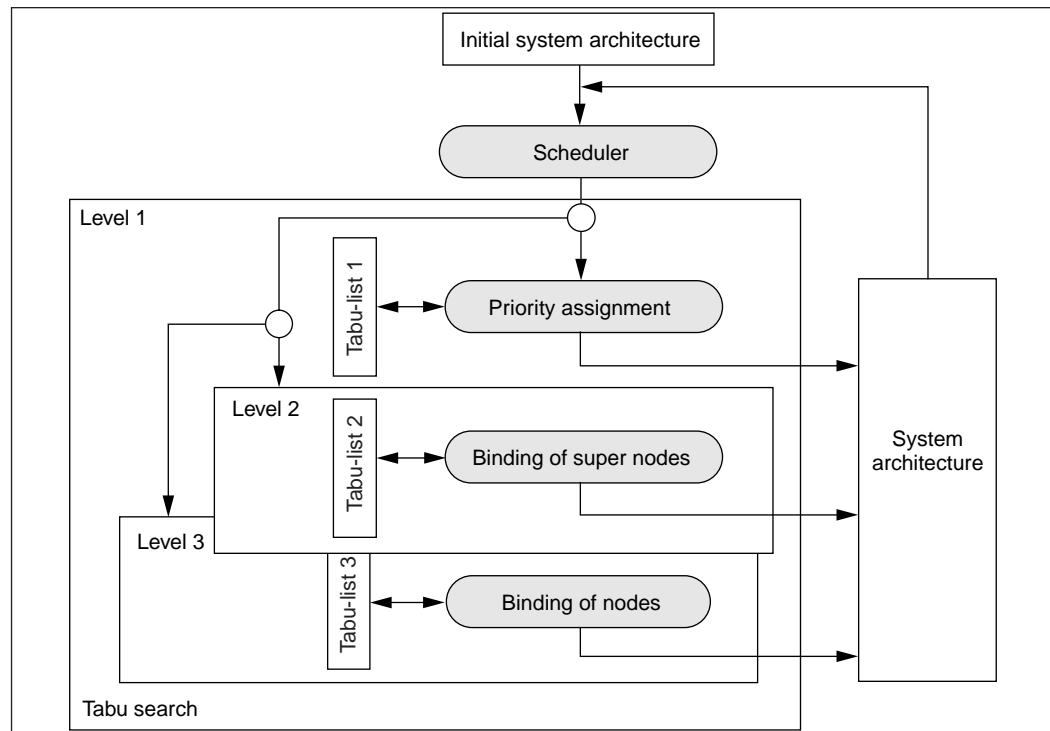 Initial system architecture
Scheduler
Level 1
Tabu-list 1
Priority assignment
Level 2
Tabu-list 2
Binding of super nodes
System
architecture
Level 3
Tabu-list 3
Binding of nodes
Tabu search